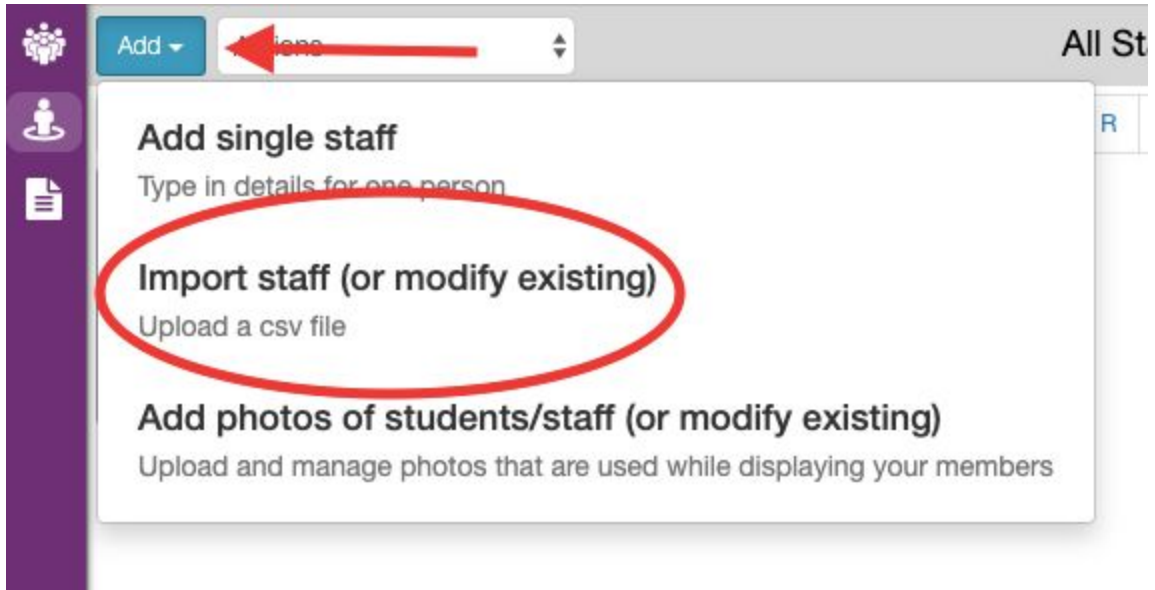 Add
All St
R
Add single staff
Type in details for one person
Import staff (or modify existing)
Upload a csv file
Add photos of students/staff (or modify existing)
Upload and manage photos that are used while displaying your members